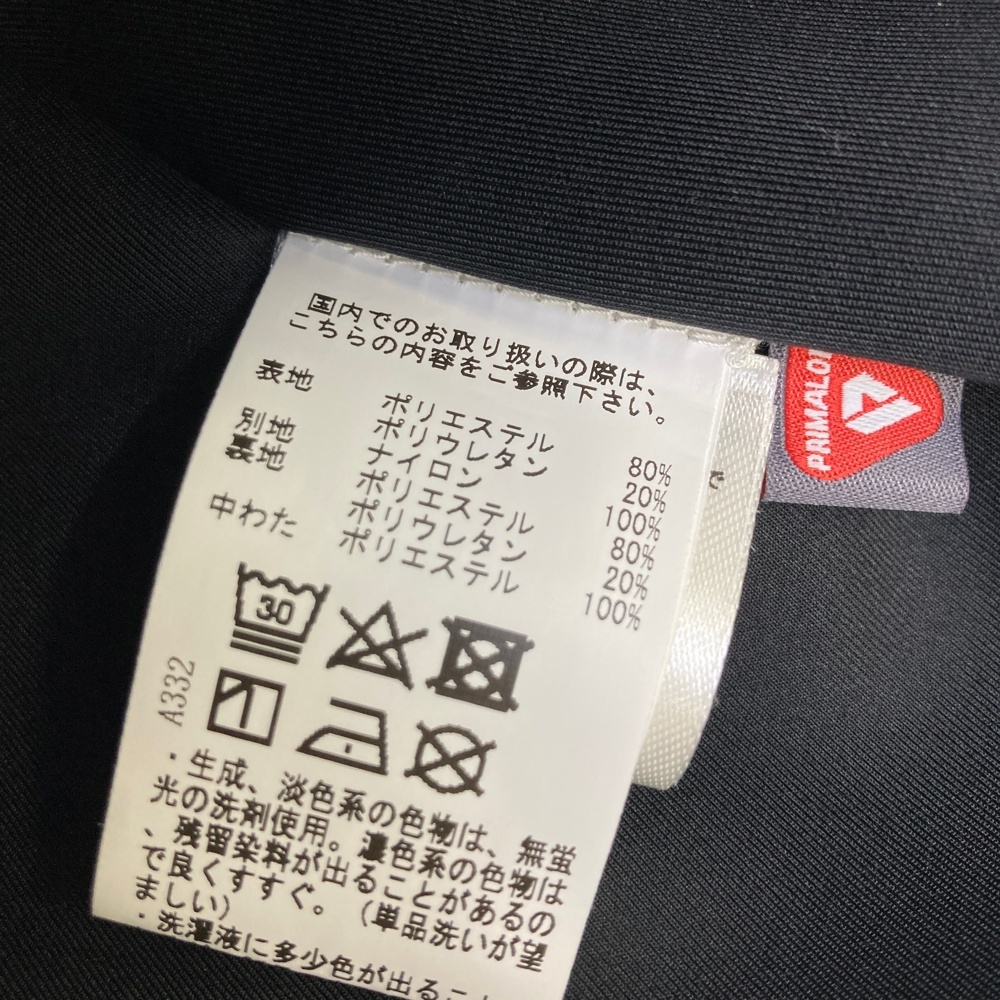 国内でのお取り扱いの際は、
こちらの内容をご参照下さい。
表地 ポリエステル 80%
ポリウレタン 20%
別地 ナイロン 100%
裏地 ポリエステル 80%
ポリウレタン 20%
中わた ポリエステル 100%
30
A332
・生成、淡色系の色物は、無蛍
光の洗剤使用。濃色系の色物は
、残留染料が出ることがあるの
で良くすすぐ。(単品洗いが望
ましい)
・洗濯液に多少色が出るこ
PRIMALO
で